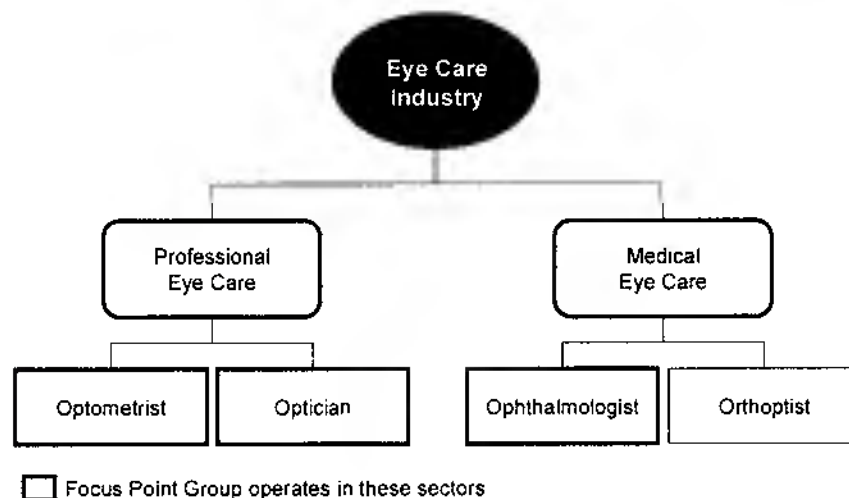 Eye Care
Industry
Professional
Eye Care
Medical
Eye Care
Optometrist
Optician
Ophthalmologist
Orthoptist
Focus Point Group operates in these sectors